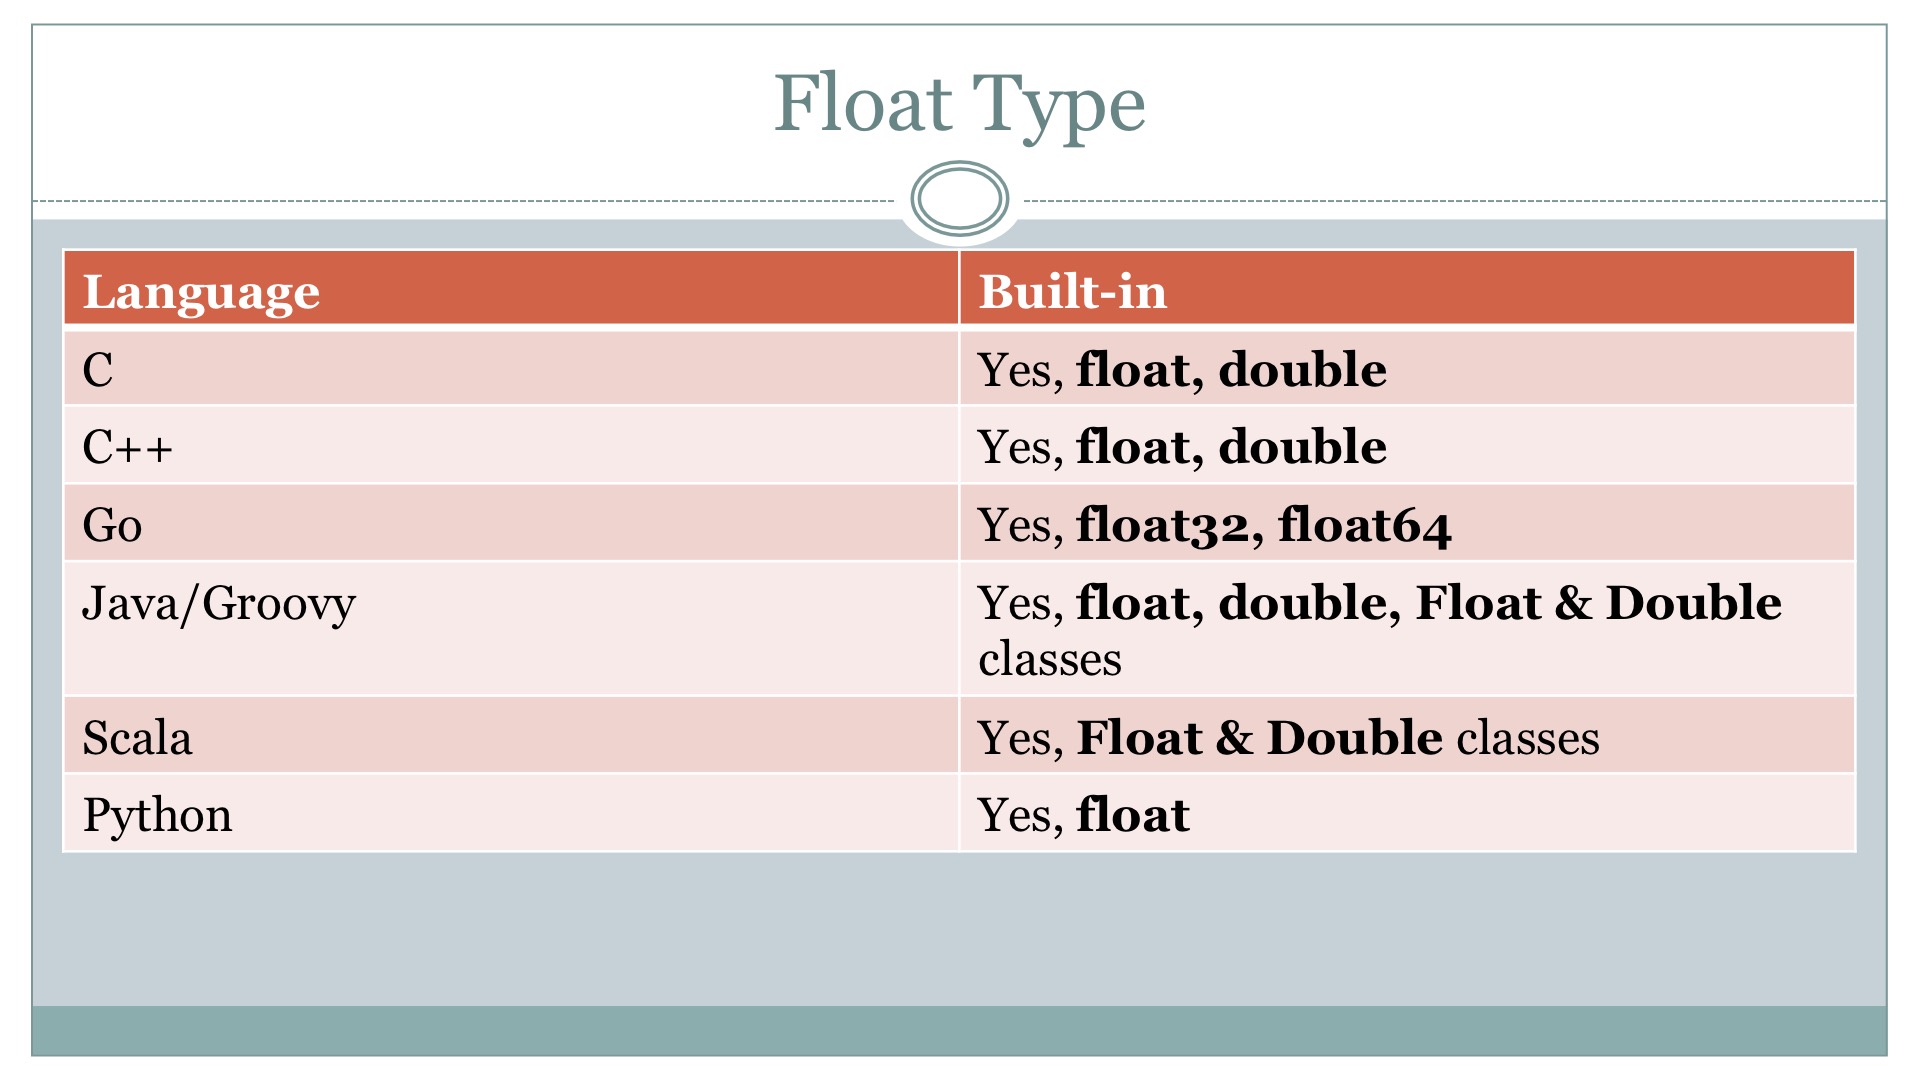 Float Type
Language
Built-in
C
Yes, float, double
C++
Yes, float, double
Go
Yes, float32, float64
Java/Groovy
Yes, float, double, Float & Double
classes
Scala
Yes, Float & Double classes
Python
Yes, float